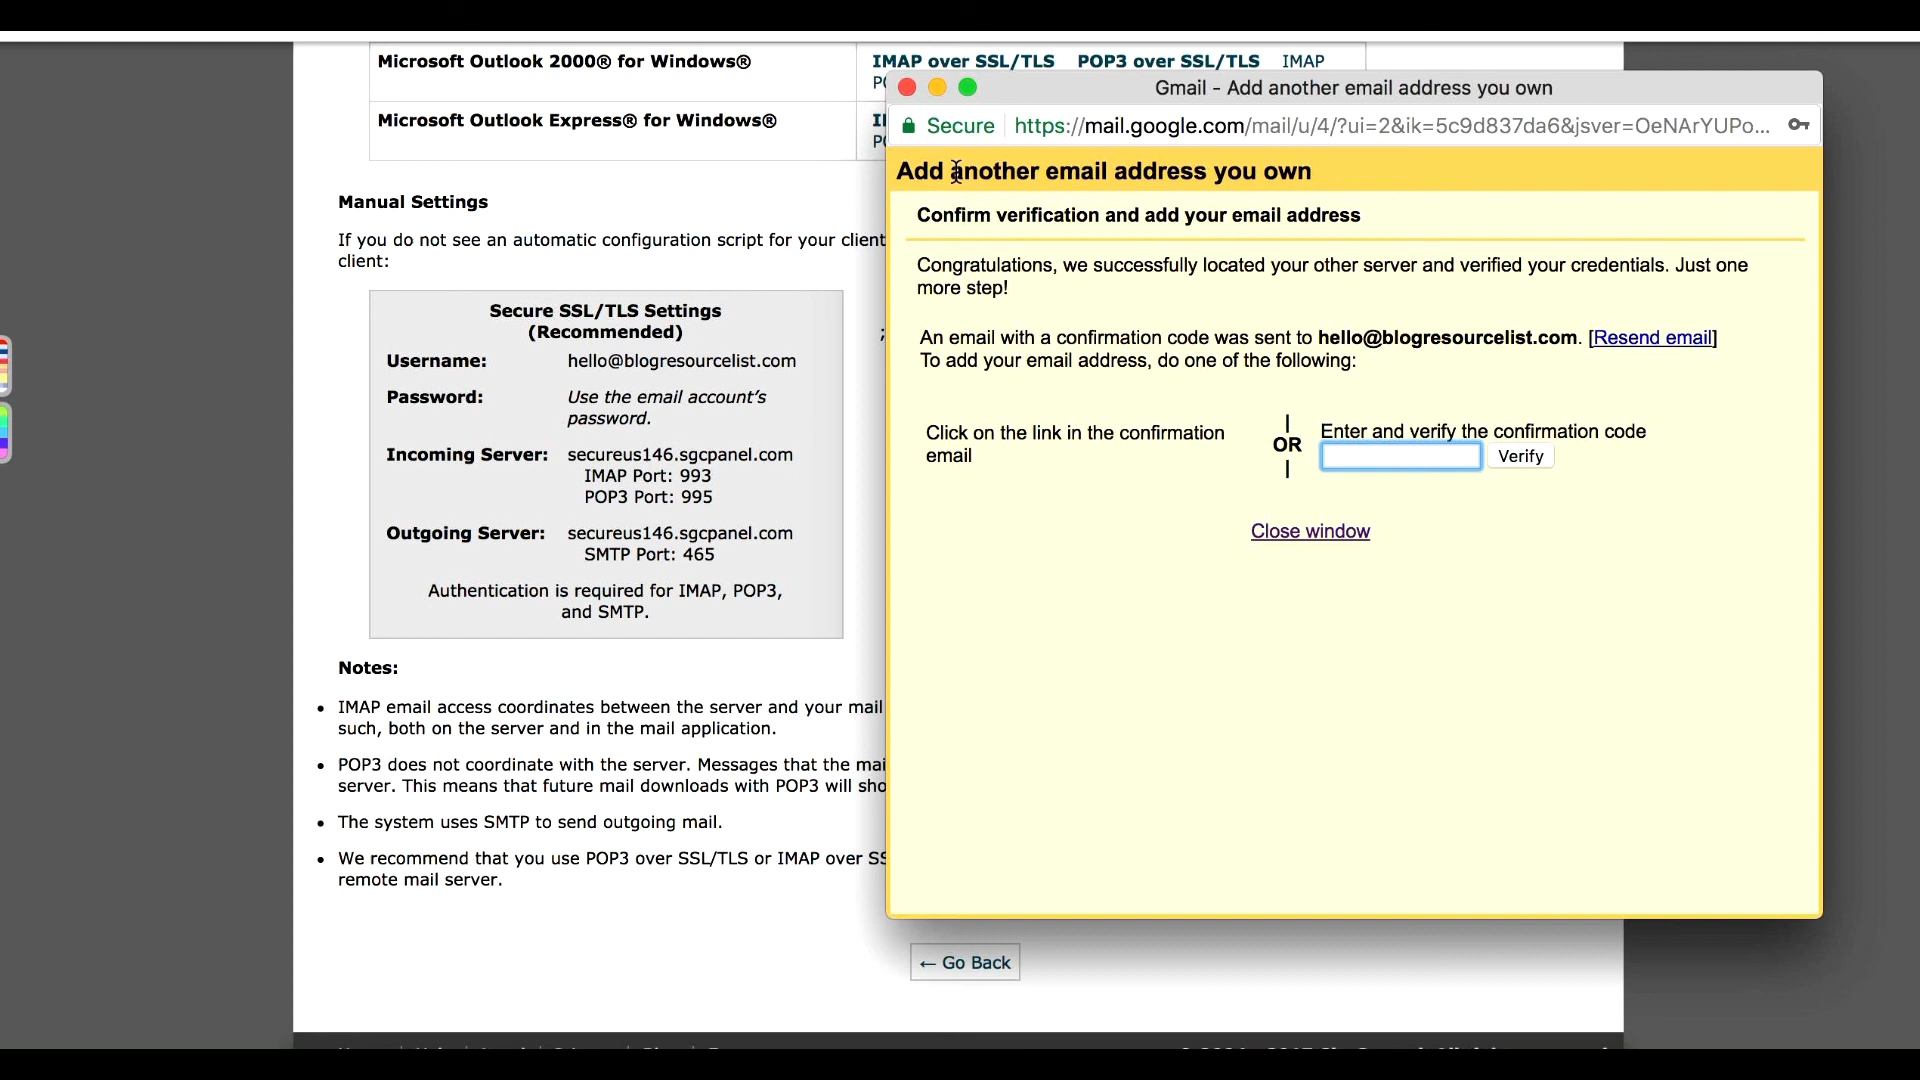 Microsoft Outlook 2000® for Windows®
IMAP over SSL/TLS POP3 over SSL/TLS IMAP
Microsoft Outlook Express® for Windows®
Manual Settings
If you do not see an automatic configuration script for your client
client:
Secure SSL/TLS Settings
(Recommended)
Username: hello@blogresourcelist.com
Password: Use the email account's
password.
Incoming Server: secureus146.sgcpanel.com
IMAP Port: 993
POP3 Port: 995
Outgoing Server: secureus146.sgcpanel.com
SMTP Port: 465
Authentication is required for IMAP, POP3,
and SMTP.
Notes:
• IMAP email access coordinates between the server and your mail
such, both on the server and in the mail application.
• POP3 does not coordinate with the server. Messages that the mai
server. This means that future mail downloads with POP3 will sho
• The system uses SMTP to send outgoing mail.
• We recommend that you use POP3 over SSL/TLS or IMAP over SS
remote mail server.
← Go Back
Gmail - Add another email address you own
Secure https://mail.google.com/mail/u/4/?ui=2&ik=5c9d837da6&jsver=OeNArYUPo...
Add another email address you own
Confirm verification and add your email address
Congratulations, we successfully located your other server and verified your credentials. Just one
more step!
An email with a confirmation code was sent to hello@blogresourcelist.com. [Resend email]
To add your email address, do one of the following:
Click on the link in the confirmation
email
OR
Enter and verify the confirmation code
Verify
Close window